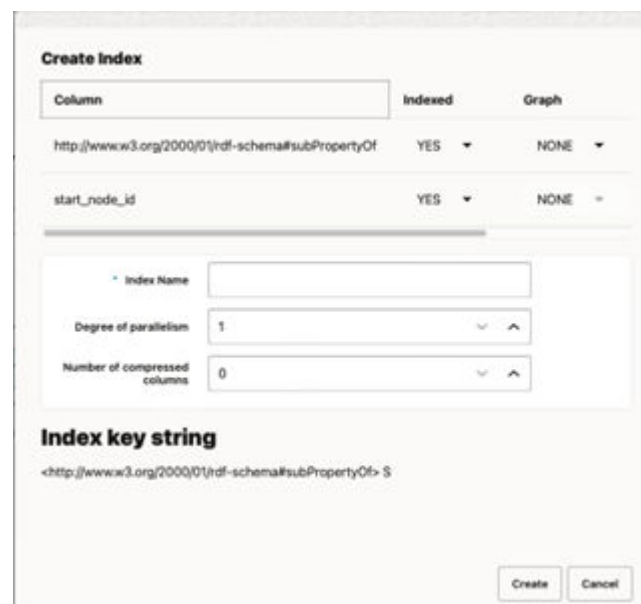 Create Index
Column Indexed Graph
http://www.w3.org/2000/01/rdf-schema#subPropertyOf YES NONE
start_node_id YES NONE
* Index Name
Degree of parallelism 1
Number of compressed
columns 0
Index key string
<http://www.w3.org/2000/01/rdf-schema#subPropertyOf> S
Create Cancel